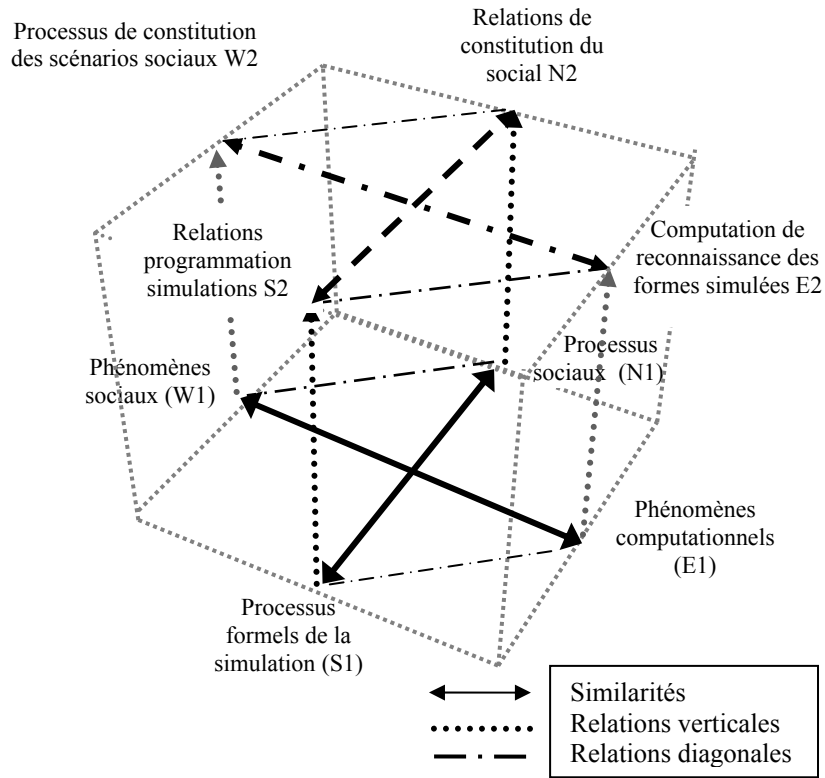 Processus de constitution
des scénarios sociaux W2
Relations de
constitution du
social N2
Relations
programmation
simulations S2
Computation de
reconnaissance des
formes simulées E2
Phénomènes
sociaux (W1)
Processus
sociaux (N1)
Phénomènes
computationnels
(E1)
Processus
formels de la
simulation (S1)
Similarités
Relations verticales
Relations diagonales